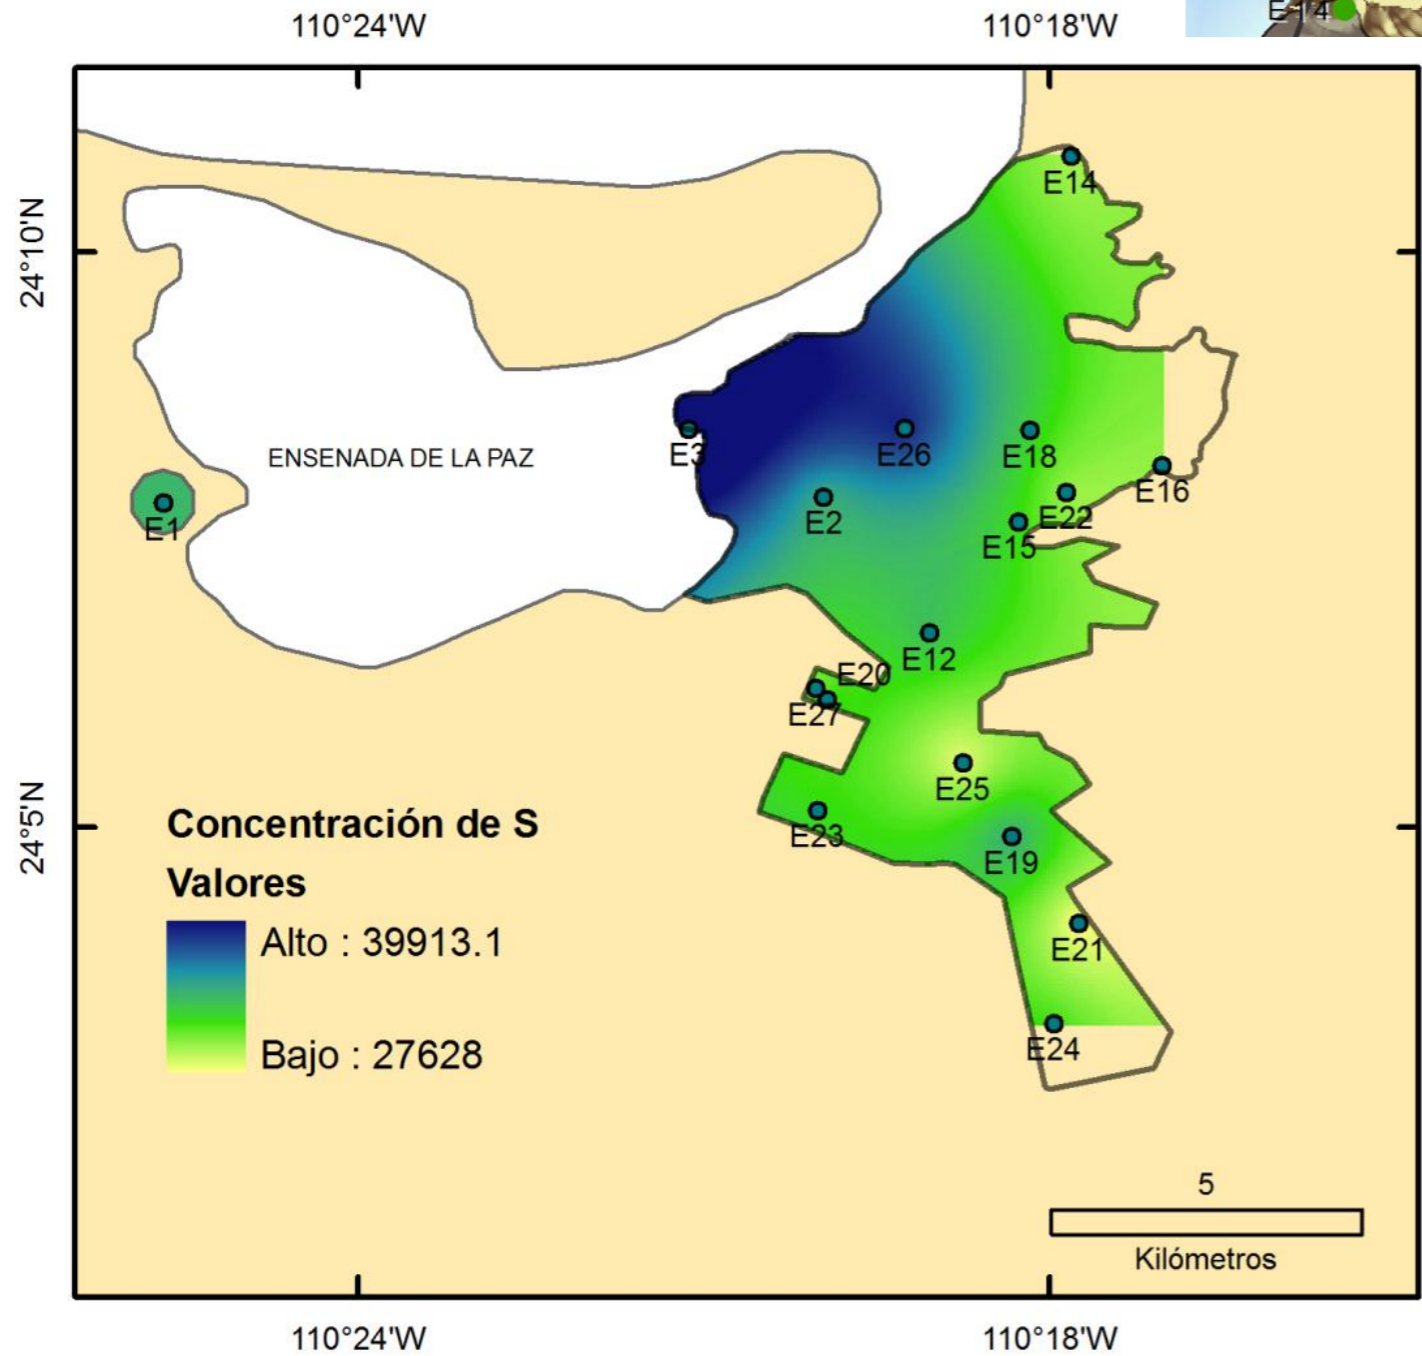 110°24'W
110°18'W
E14
E14
24°10'N
E3
E26
E18
ENSENADA DE LA PAZ
E16
E1
E2
E22
E15
E12
E20
E27
E25
24°5'N
E23
Concentración de S
E19
Valores
Alto : 39913.1
E21
Bajo : 27628
E24
5
Kilómetros
110°24'W
110°18'W